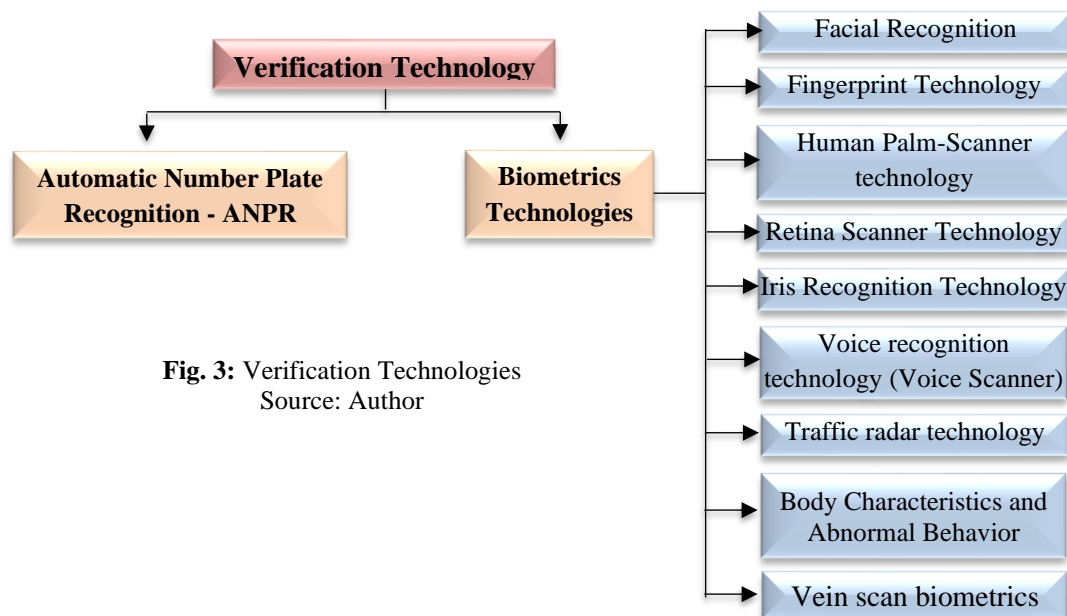 Verification Technology
Automatic Number Plate
Recognition - ANPR
Biometrics
Technologies
Facial Recognition
Fingerprint Technology
Human Palm-Scanner
technology
Retina Scanner Technology
Iris Recognition Technology
Voice recognition
technology (Voice Scanner)
Traffic radar technology
Body Characteristics and
Abnormal Behavior
Vein scan biometrics
Fig. 3: Verification Technologies
Source: Author